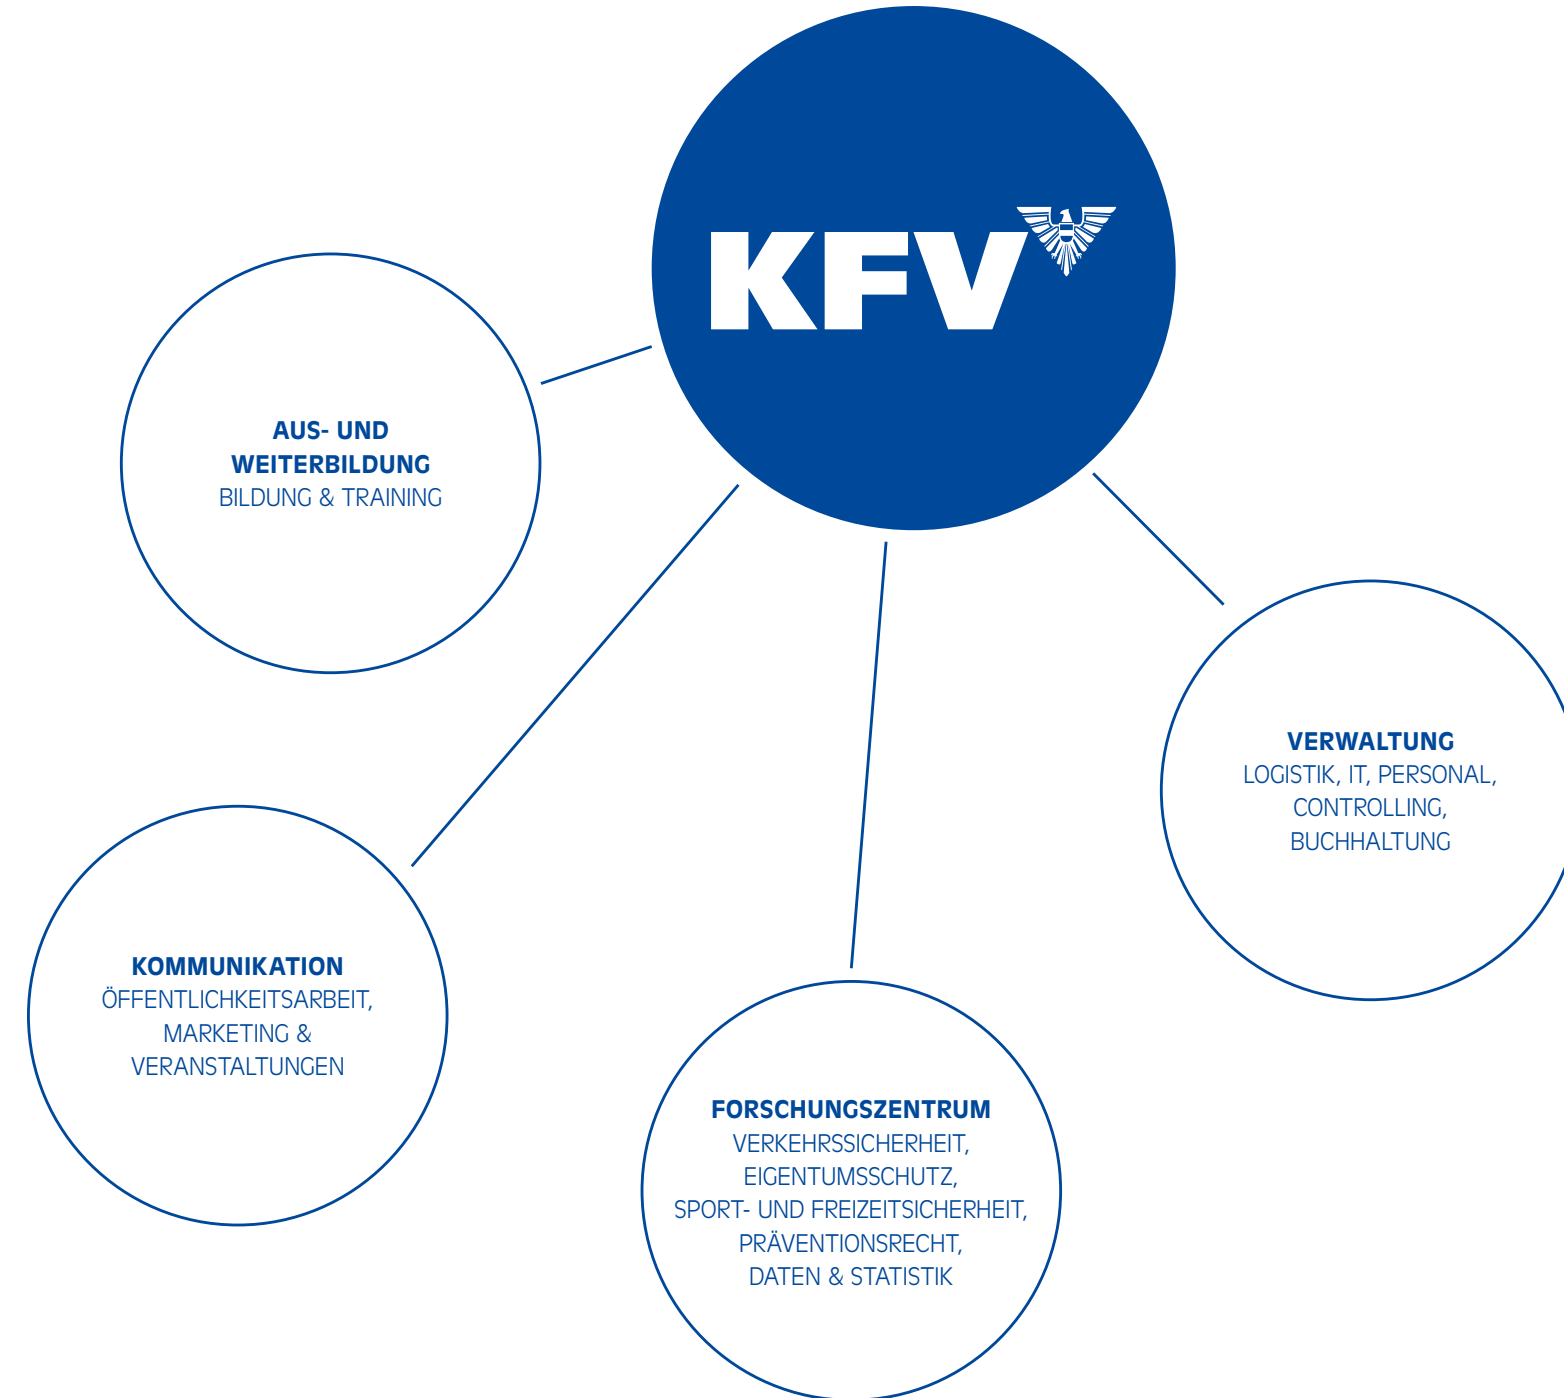 KFV
AUS- UND
WEITERBILDUNG
BILDUNG & TRAINING
VERWALTUNG
LOGISTIK, IT, PERSONAL,
CONTROLLING,
BUCHHALTUNG
KOMMUNIKATION
ÖFFENTLICHKEITSARBEIT,
MARKETING &
VERANSTALTUNGEN
FORSCHUNGSZENTRUM
VERKEHRSSICHERHEIT,
EIGENTUMSSCHUTZ,
SPORT- UND FREIZEITSICHERHEIT,
PRÄVENTIONSRECHT,
DATEN & STATISTIK